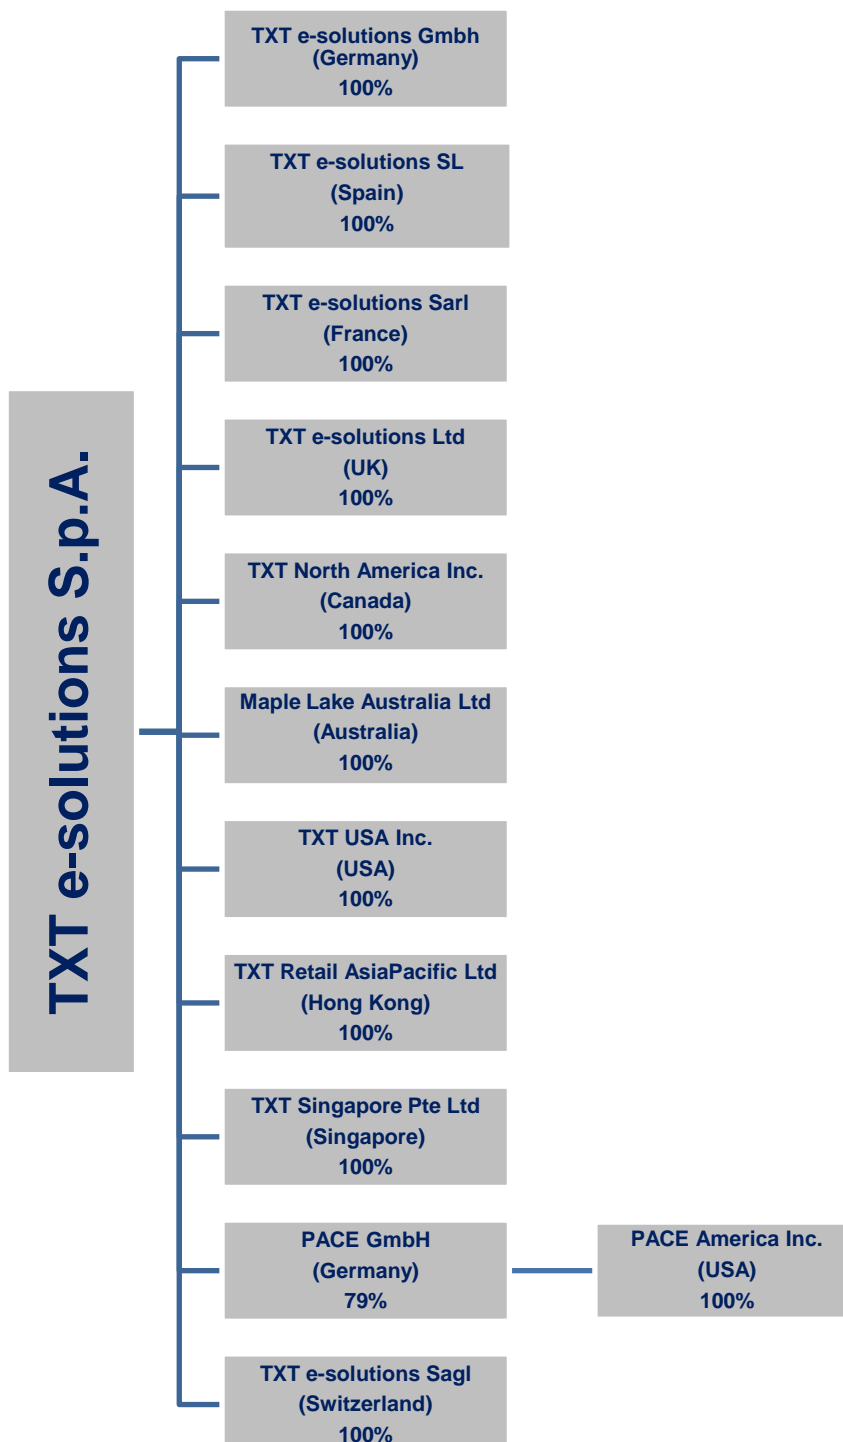 TXT e-solutions S.p.A.
TXT e-solutions Gmbh
(Germany)
100%
TXT e-solutions SL
(Spain)
100%
TXT e-solutions Sarl
(France)
100%
TXT e-solutions Ltd
(UK)
100%
TXT North America Inc.
(Canada)
100%
Maple Lake Australia Ltd
(Australia)
100%
TXT USA Inc.
(USA)
100%
TXT Retail AsiaPacific Ltd
(Hong Kong)
100%
TXT Singapore Pte Ltd
(Singapore)
100%
PACE GmbH
(Germany)
79%
PACE America Inc.
(USA)
100%
TXT e-solutions Sagl
(Switzerland)
100%